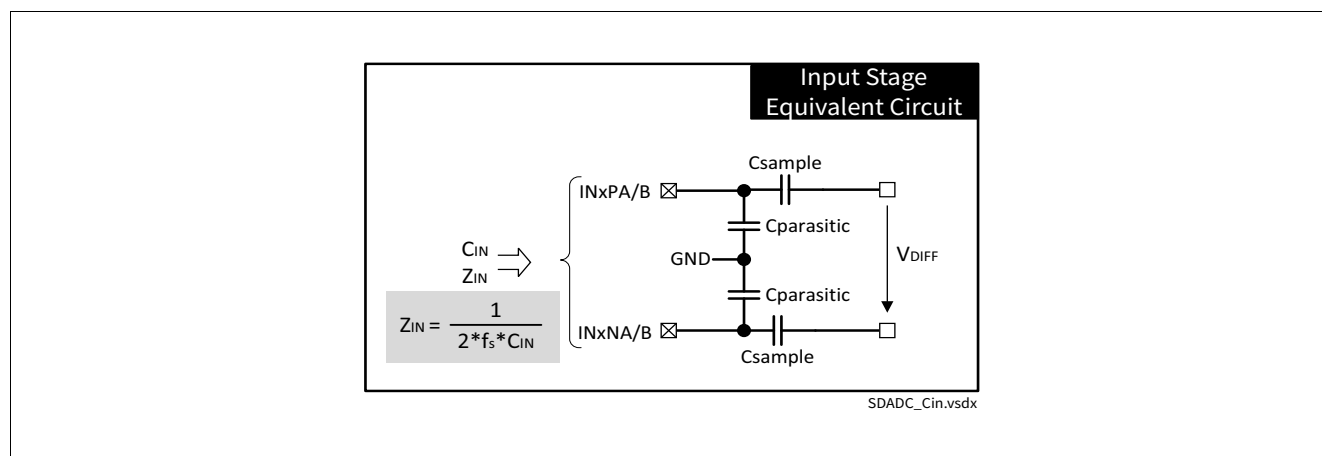 Input Stage
Equivalent Circuit
Csample
INxPA/B
Cparasitic
CIN
ZIN
GND
VDIFF
Cparasitic
ZIN = 1
2*fs*CIN
INxNA/B
Csample
SDADC_Cin.vsdx